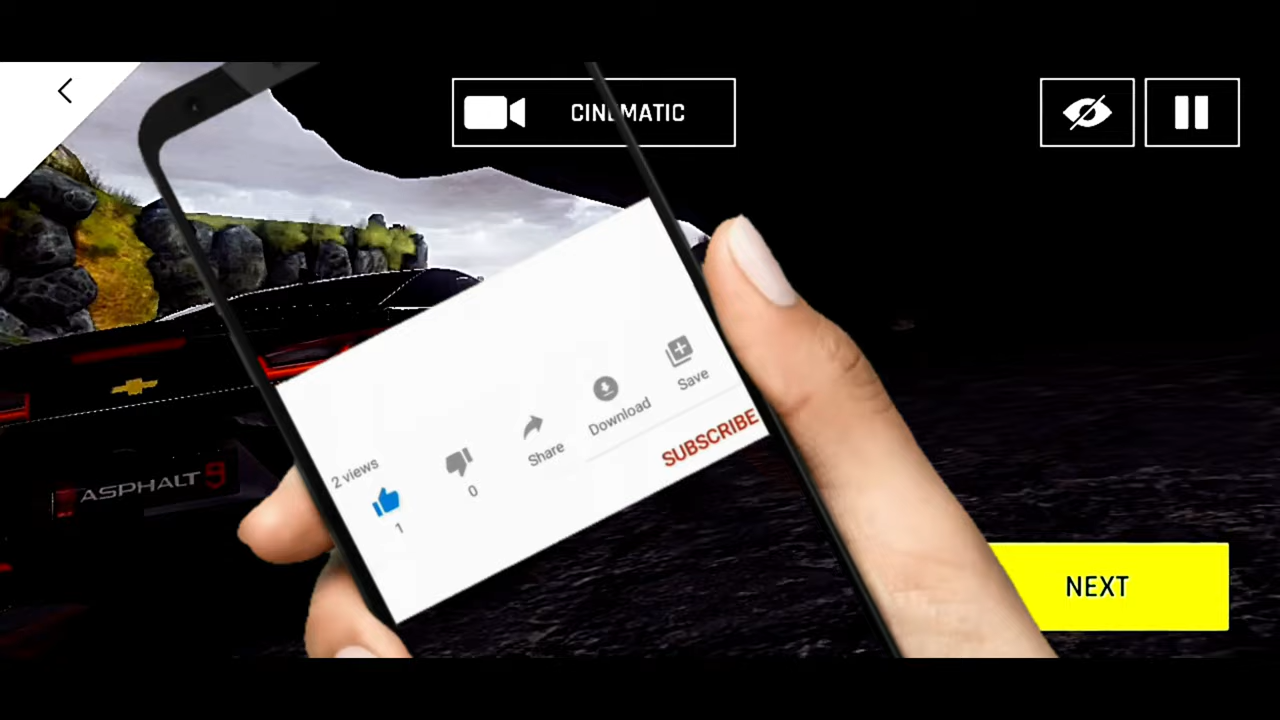 CINEMATIC
Save
Download
Share
2 views
0
1
SUBSCRIBE
ASPHALT 9
NEXT